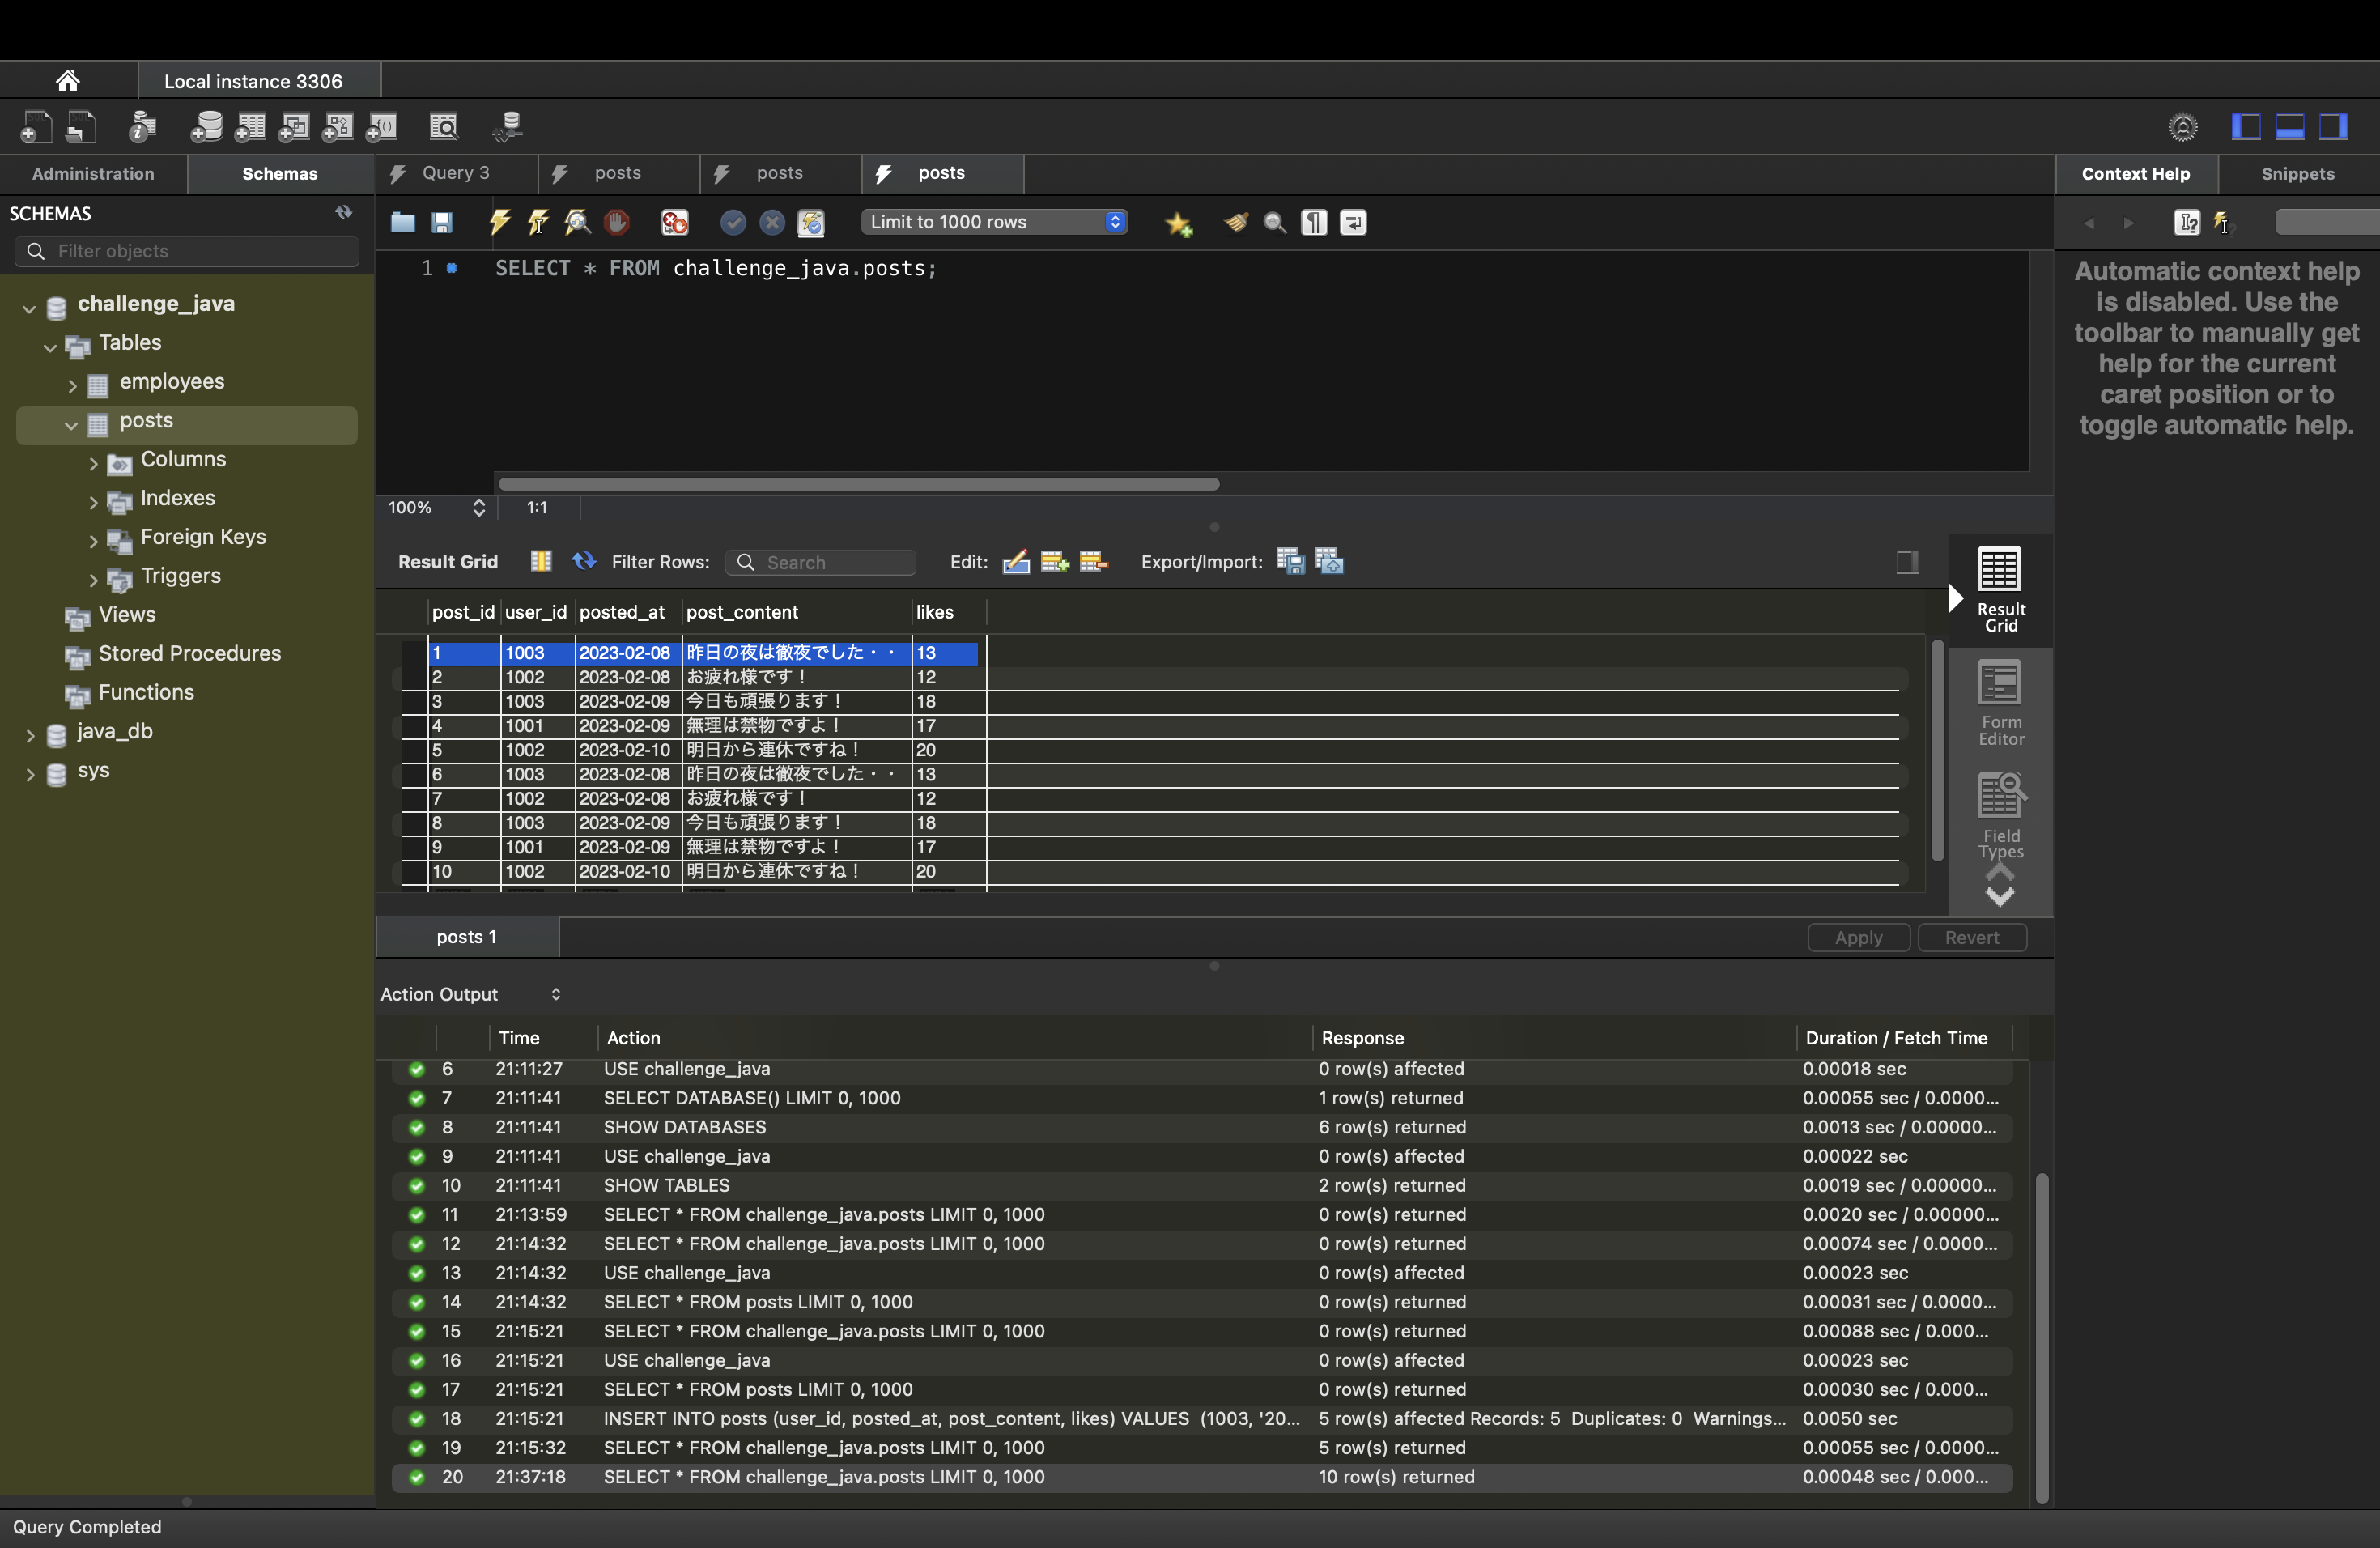 Local instance 3306
Administration
Schemas
Query 3
posts
posts
posts
Context Help
Snippets
SCHEMAS
Filter objects
Limit to 1000 rows
1
SELECT * FROM challenge_java.posts;
Automatic context help
is disabled. Use the
toolbar to manually get
help for the current
caret position or to
toggle automatic help.
challenge_java
Tables
employees
posts
Columns
Indexes
Foreign Keys
Triggers
Views
Stored Procedures
Functions
java_db
sys
100%
1:1
Result Grid
Filter Rows:
Search
Edit:
Export/Import:
post_id user_id posted_at post_content likes
1 1003 2023-02-08 昨日の夜は徹夜でした・・ 13
2 1002 2023-02-08 お疲れ様です！ 12
3 1003 2023-02-09 今日も頑張ります！ 18
4 1001 2023-02-09 無理は禁物ですよ！ 17
5 1002 2023-02-10 明日から連休ですね！ 20
6 1003 2023-02-08 昨日の夜は徹夜でした・・ 13
7 1002 2023-02-08 お疲れ様です！ 12
8 1003 2023-02-09 今日も頑張ります！ 18
9 1001 2023-02-09 無理は禁物ですよ！ 17
10 1002 2023-02-10 明日から連休ですね！ 20
Result
Grid
Form
Editor
Field
Types
posts 1
Apply
Revert
Action Output
Time Action Response Duration / Fetch Time
6 21:11:27 USE challenge_java 0 row(s) affected 0.00018 sec
7 21:11:41 SELECT DATABASE() LIMIT 0, 1000 1 row(s) returned 0.00055 sec / 0.0000...
8 21:11:41 SHOW DATABASES 6 row(s) returned 0.0013 sec / 0.00000...
9 21:11:41 USE challenge_java 0 row(s) affected 0.00022 sec
10 21:11:41 SHOW TABLES 2 row(s) returned 0.0019 sec / 0.00000...
11 21:13:59 SELECT * FROM challenge_java.posts LIMIT 0, 1000 0 row(s) returned 0.0020 sec / 0.00000...
12 21:14:32 SELECT * FROM challenge_java.posts LIMIT 0, 1000 0 row(s) returned 0.00074 sec / 0.0000...
13 21:14:32 USE challenge_java 0 row(s) affected 0.00023 sec
14 21:14:32 SELECT * FROM posts LIMIT 0, 1000 0 row(s) returned 0.00031 sec / 0.0000...
15 21:15:21 SELECT * FROM challenge_java.posts LIMIT 0, 1000 0 row(s) returned 0.00088 sec / 0.000...
16 21:15:21 USE challenge_java 0 row(s) affected 0.00023 sec
17 21:15:21 SELECT * FROM posts LIMIT 0, 1000 0 row(s) returned 0.00030 sec / 0.000...
18 21:15:21 INSERT INTO posts (user_id, posted_at, post_content, likes) VALUES (1003, '20... 5 row(s) affected Records: 5 Duplicates: 0 Warnings... 0.0050 sec
19 21:15:32 SELECT * FROM challenge_java.posts LIMIT 0, 1000 5 row(s) returned 0.00055 sec / 0.0000...
20 21:37:18 SELECT * FROM challenge_java.posts LIMIT 0, 1000 10 row(s) returned 0.00048 sec / 0.000...
Query Completed